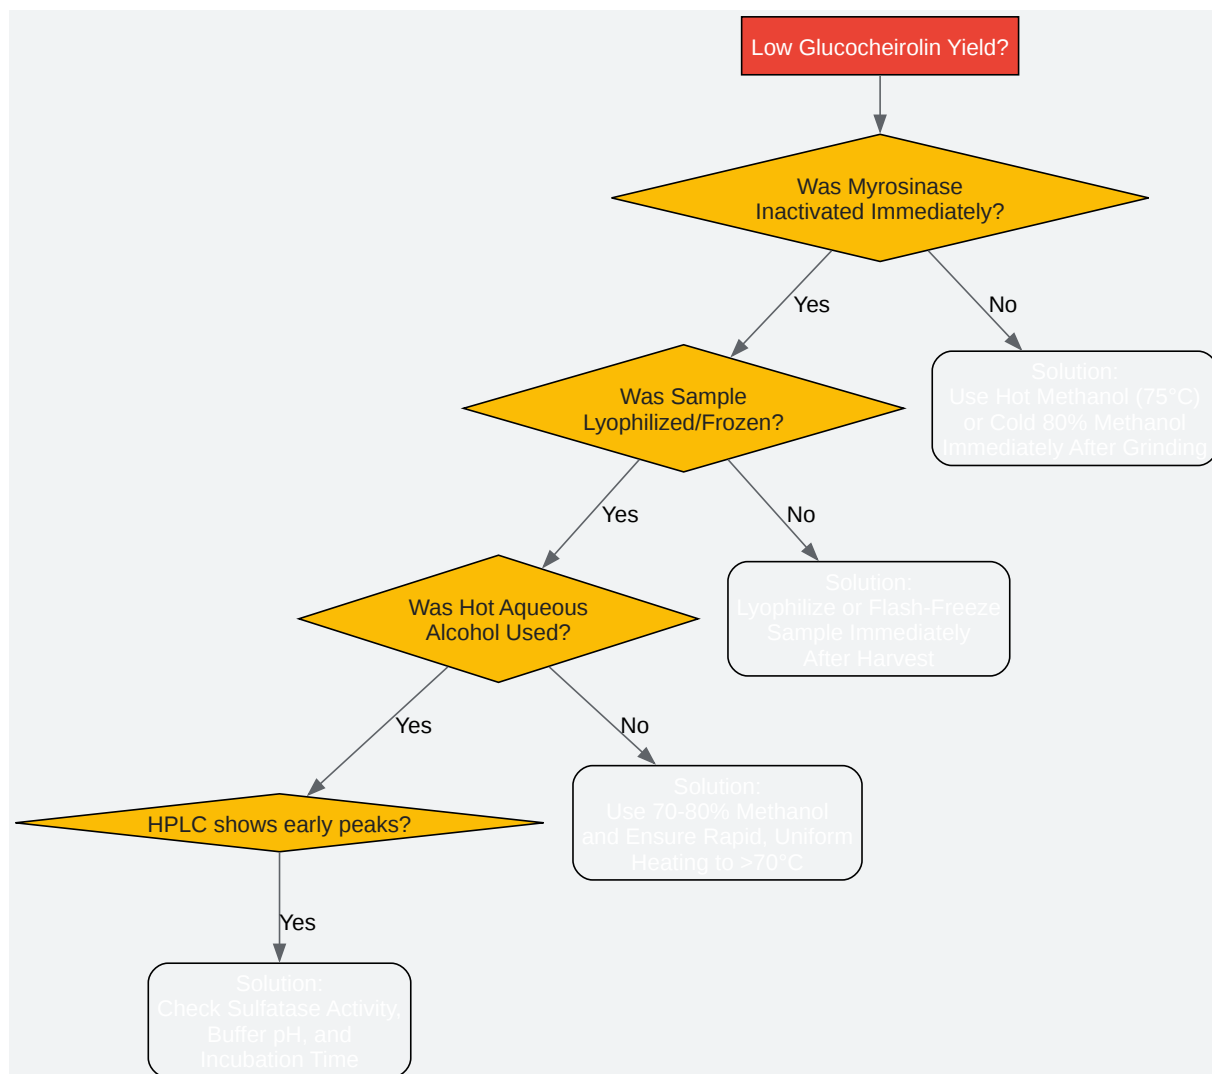 Low Glucocheirolin Yield?
Was Myrosinase
Inactivated Immediately?
Yes
No
Was Sample
Lyophilized/Frozen?
Solution:
Use Hot Methanol (75°C)
or Cold 80% Methanol
Immediately After Grinding
Yes
No
Was Hot Aqueous
Alcohol Used?
Solution:
Lyophilize or Flash-Freeze
Sample Immediately
After Harvest
Yes
No
HPLC shows early peaks?
Solution:
Use 70-80% Methanol
and Ensure Rapid, Uniform
Heating to >70°C
Yes
Solution:
Check Sulfatase Activity,
Buffer pH, and
Incubation Time